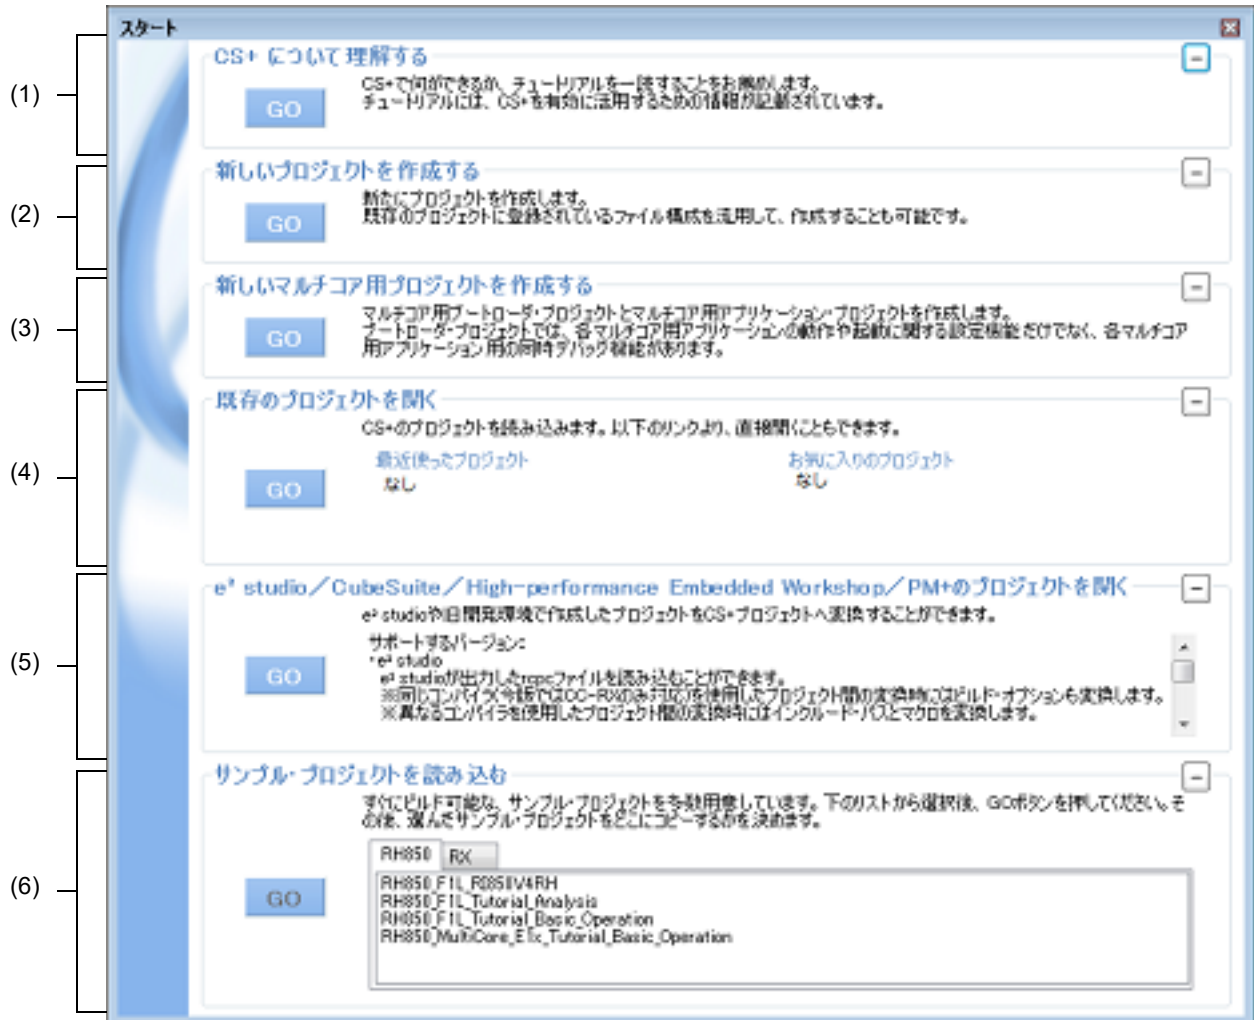 スタート
(1)
CS+ について理解する
GO
CS+で何ができるか、チュートリアルを一読することをお薦めします。
チュートリアルには、CS+を有効に活用するための情報が記載されています。
(2)
新しいプロジェクトを作成する
GO
新たにプロジェクトを作成します。
既存のプロジェクトに登録されているファイル構成を流用して、作成することも可能です。
(3)
新しいマルチコア用プロジェクトを作成する
GO
マルチコア用ブートローダ・プロジェクトとマルチコア用アプリケーション・プロジェクトを作成します。
ブートローダ・プロジェクトでは、各マルチコア用アプリケーションの動作や起動に関する設定機能だけでなく、各マルチコア
用アプリケーション用の同時デバッグ機能があります。
(4)
既存のプロジェクトを開く
GO
CS+のプロジェクトを読み込みます。以下のリンクより、直接開くこともできます。
最近使ったプロジェクト
なし
お気に入りのプロジェクト
なし
(5)
e² studio／CubeSuite／High-performance Embedded Workshop／PM+のプロジェクトを開く
GO
e² studioや旧開発環境で作成したプロジェクトをCS+プロジェクトへ変換することができます。
サポートするバージョン:
・e² studio
e² studioが出力したrcpcファイルを読み込むことができます。
※同じコンパイラ(今版ではCC-RXのみ対応)を使用したプロジェクト間の変換時にはビルド・オプションも変換します。
※異なるコンパイラを使用したプロジェクト間の変換時にはインクルード・パスとマクロを変換します。
(6)
サンプル・プロジェクトを読み込む
GO
すぐにビルド可能な、サンプル・プロジェクトを多数用意しています。下のリストから選択後、GOボタンを押してください。そ
の後、選んだサンプル・プロジェクトをどこにコピーするかを決めます。
RH850
RX
RH850_F1L_RI850V4RH
RH850_F1L_Tutorial_Analysis
RH850_F1L_Tutorial_Basic_Operation
RH850_MultiCore_E1x_Tutorial_Basic_Operation